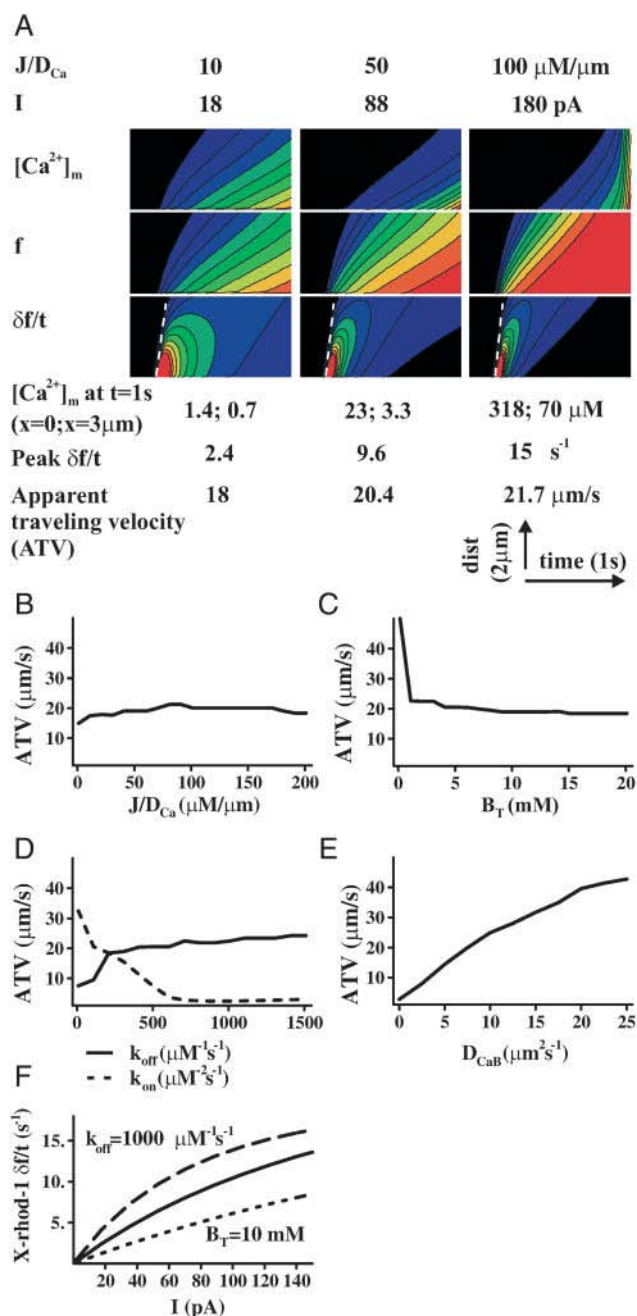 A
J/D_Ca 10 50 100 μM/μm
I 18 88 180 pA
[Ca²⁺]_m
f
δf/t
[Ca²⁺]_m at t=1s
(x=0;x=3μm) 1.4; 0.7 23; 3.3 318; 70 μM
Peak δf/t 2.4 9.6 15 s⁻¹
Apparent 18 20.4 21.7 μm/s
traveling velocity
(ATV)
dist
(2μm)
time (1s)
B
ATV (μm/s)
40
30
20
10
0 50 100 150 200
J/D_Ca(μM/μm)
C
ATV (μm/s)
40
30
20
10
0 5 10 15 20
B_T(mM)
D
ATV (μm/s)
40
30
20
10
0 500 1000 1500
k_off(μM⁻¹s⁻¹)
k_on(μM⁻²s⁻¹)
E
ATV (μm/s)
40
30
20
10
0 5 10 15 20 25
D_CaB(μm²s⁻¹)
F
X-rhod-1 δf/t (s⁻¹)
15.
10.
5.
k_off=1000 μM⁻¹s⁻¹
B_T=10 mM
20 40 60 80 100 120 140
I (pA)